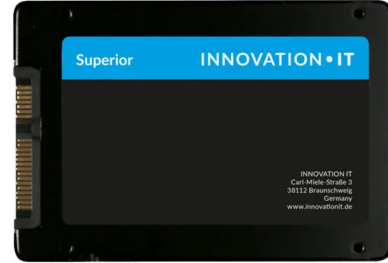 Superior INNOVATION•IT
INNOVATION IT
Carl-Miele-Straße 3
38112 Braunschweig
Germany
www.innovationit.de